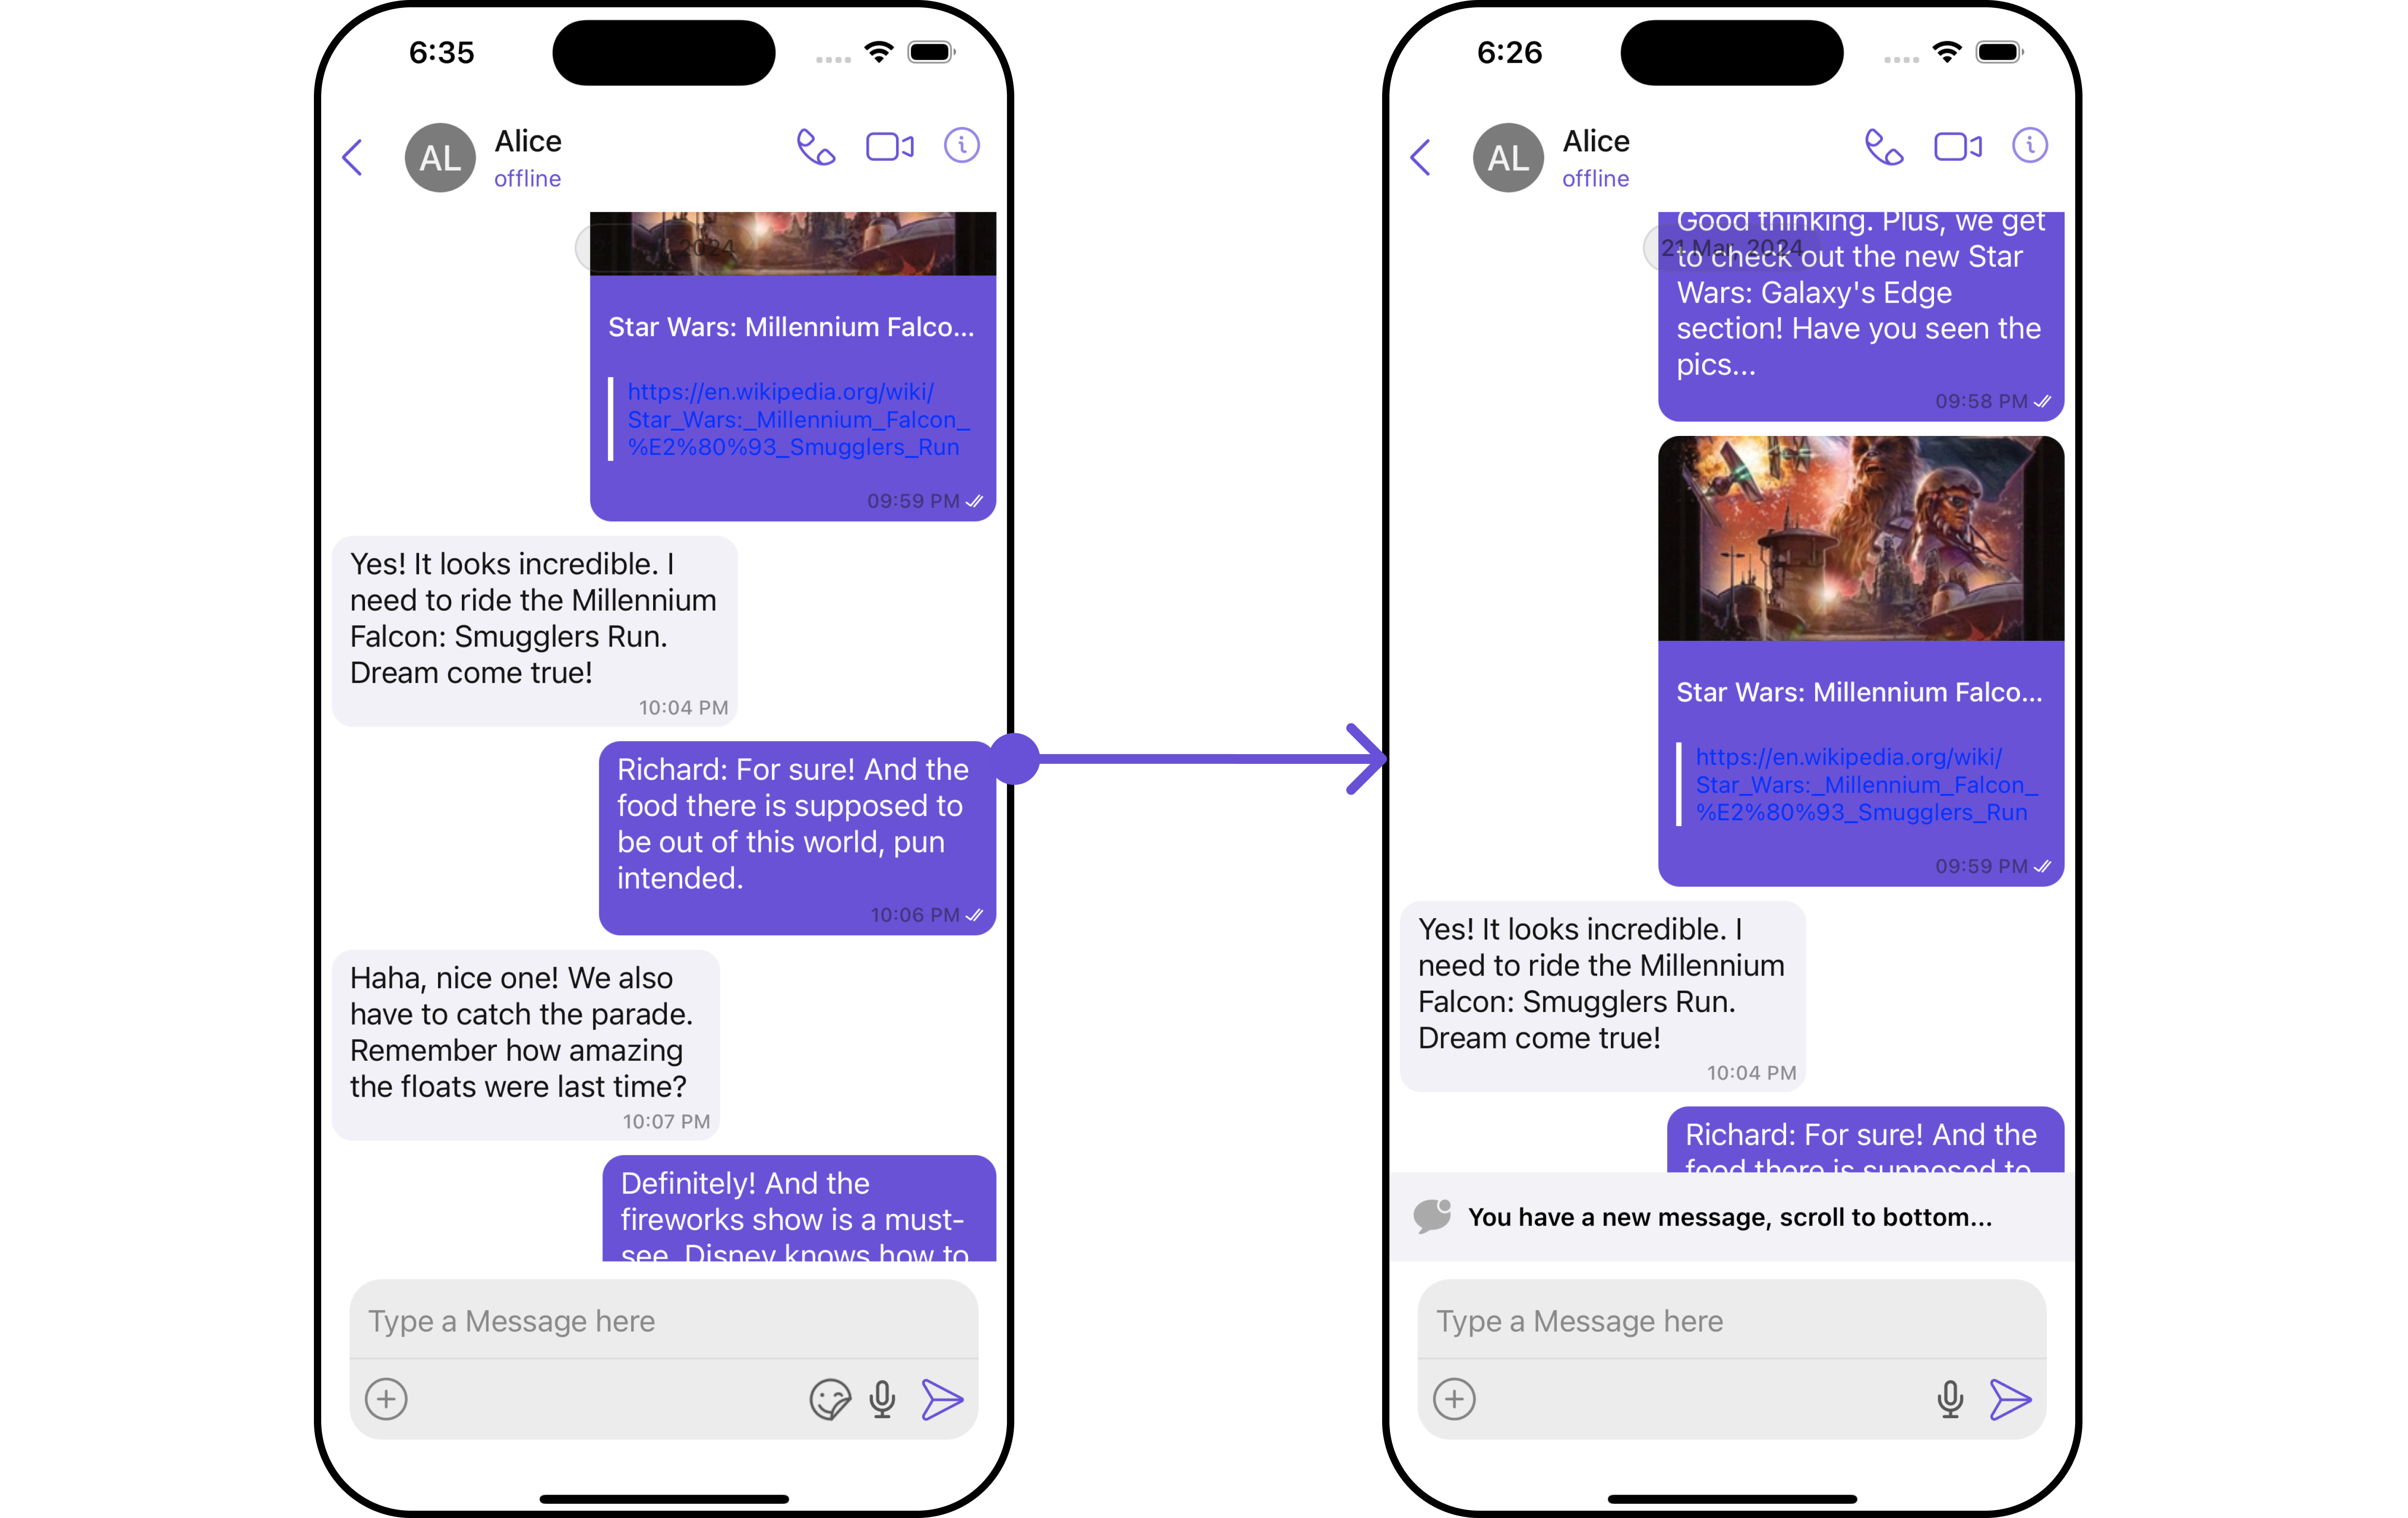 6:35
AL
Alice
offline
2024
Star Wars: Millennium Falco...
https://en.wikipedia.org/wiki/
Star_Wars:_Millennium_Falcon_
%E2%80%93_Smugglers_Run
09:59 PM
Yes! It looks incredible. I
need to ride the Millennium
Falcon: Smugglers Run.
Dream come true!
10:04 PM
Richard: For sure! And the
food there is supposed to
be out of this world, pun
intended.
10:06 PM
Haha, nice one! We also
have to catch the parade.
Remember how amazing
the floats were last time?
10:07 PM
Definitely! And the
fireworks show is a must-
see. Disney knows how to
Type a Message here
6:26
AL
Alice
offline
Good thinking. Plus, we get
21 Mar, 2024
to check out the new Star
Wars: Galaxy's Edge
section! Have you seen the
pics...
09:58 PM
Star Wars: Millennium Falco...
https://en.wikipedia.org/wiki/
Star_Wars:_Millennium_Falcon_
%E2%80%93_Smugglers_Run
09:59 PM
Yes! It looks incredible. I
need to ride the Millennium
Falcon: Smugglers Run.
Dream come true!
10:04 PM
Richard: For sure! And the
food there is supposed to
You have a new message, scroll to bottom...
Type a Message here